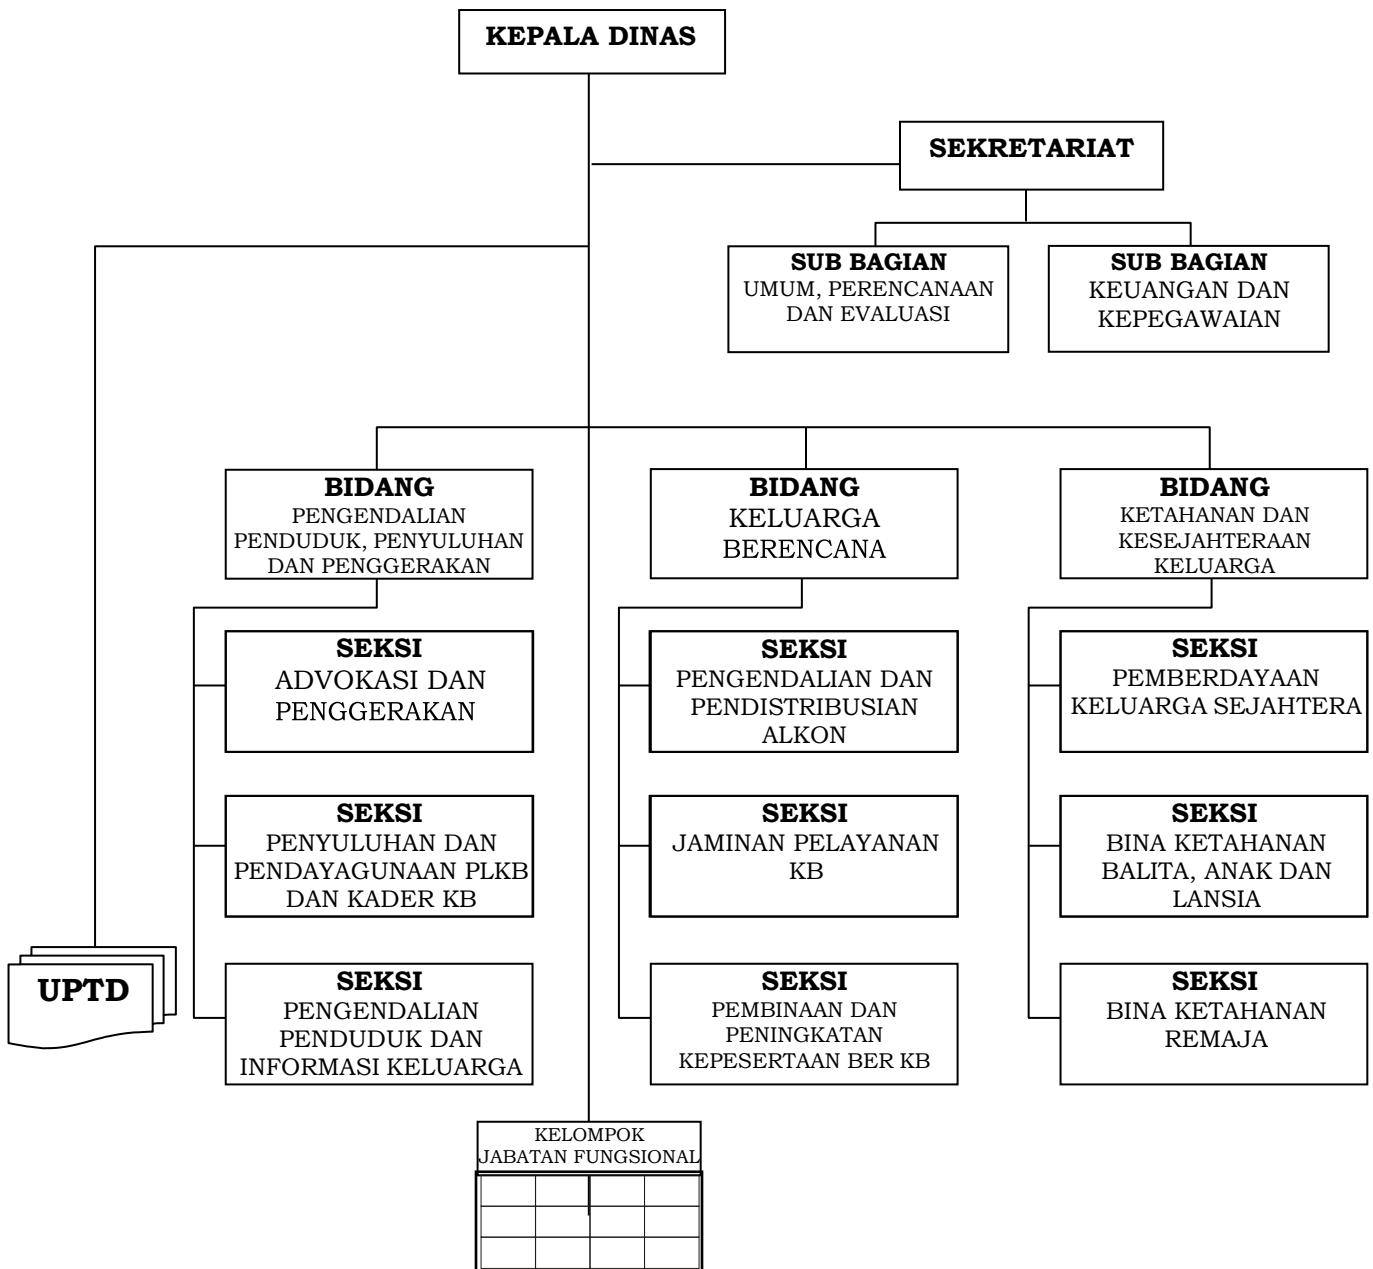 KEPALA DINAS
SEKRETARIAT
SUB BAGIAN
UMUM, PERENCANAAN
DAN EVALUASI
SUB BAGIAN
KEUANGAN DAN
KEPEGAWAIAN
BIDANG
PENGENDALIAN
PENDUDUK, PENYULUHAN
DAN PENGGERAKAN
BIDANG
KELUARGA
BERENCANA
BIDANG
KETAHANAN DAN
KESEJAHTERAAN
KELUARGA
SEKSI
ADVOKASI DAN
PENGGERAKAN
SEKSI
PENGENDALIAN DAN
PENDISTRIBUSIAN
ALKON
SEKSI
PEMBERDAYAAN
KELUARGA SEJAHTERA
SEKSI
PENYULUHAN DAN
PENDAYAGUNAAN PLKB
DAN KADER KB
SEKSI
JAMINAN PELAYANAN
KB
SEKSI
BINA KETAHANAN
BALITA, ANAK DAN
LANSIA
UPTD
SEKSI
PENGENDALIAN
PENDUDUK DAN
INFORMASI KELUARGA
SEKSI
PEMBINAAN DAN
PENINGKATAN
KEPESERTAAN BER KB
SEKSI
BINA KETAHANAN
REMAJA
KELOMPOK
JABATAN FUNGSIONAL